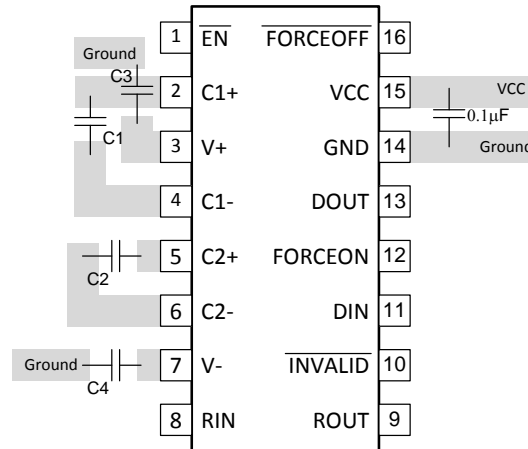 1 EN FORCEOFF 16
Ground
C3
2 C1+ VCC 15 VCC
C1 0.1µF
3 V+ GND 14 Ground
4 C1- DOUT 13
5 C2+ FORCEON 12
C2
6 C2- DIN 11
7 V- INVALID 10
Ground
C4
8 RIN ROUT 9